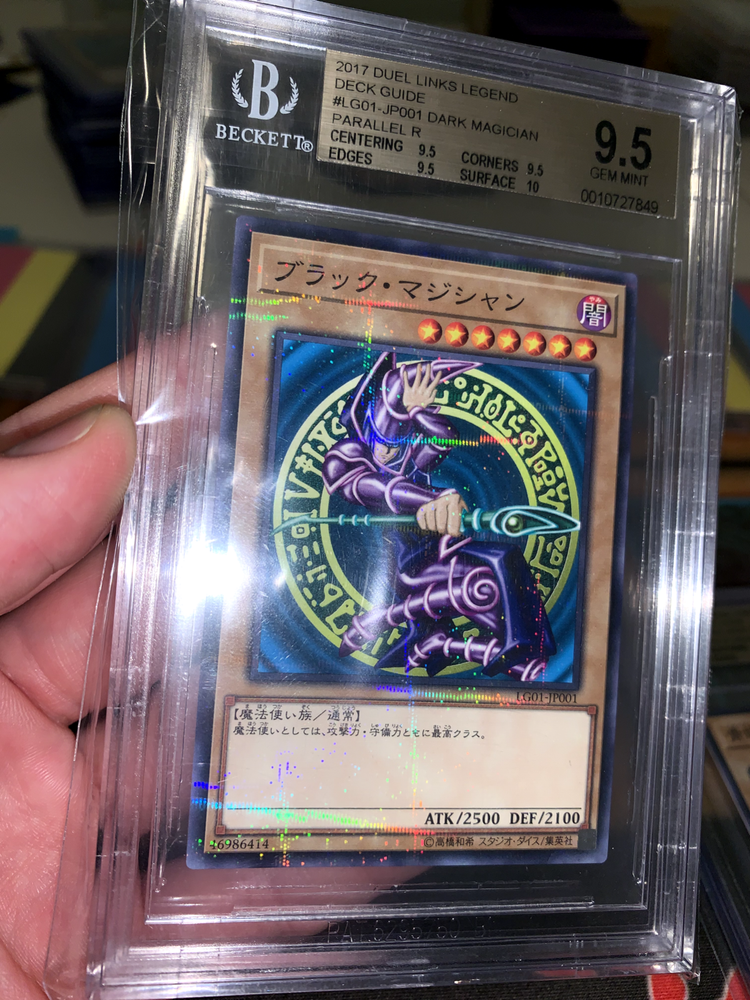 B
BECKETT®
2017 DUEL LINKS LEGEND
DECK GUIDE
#LG01-JP001 DARK MAGICIAN
PARALLEL R
CENTERING 9.5 CORNERS 9.5
EDGES 9.5 SURFACE 10
9.5
GEM MINT
0010727849
ブラック・マジシャン
闇
LG01-JP001
【魔法使い族/通常】
魔法使いとしては、攻撃力・守備力ともに最高クラス。
ATK/2500 DEF/2100
46986414
©高橋和希 スタジオ・ダイス/集英社